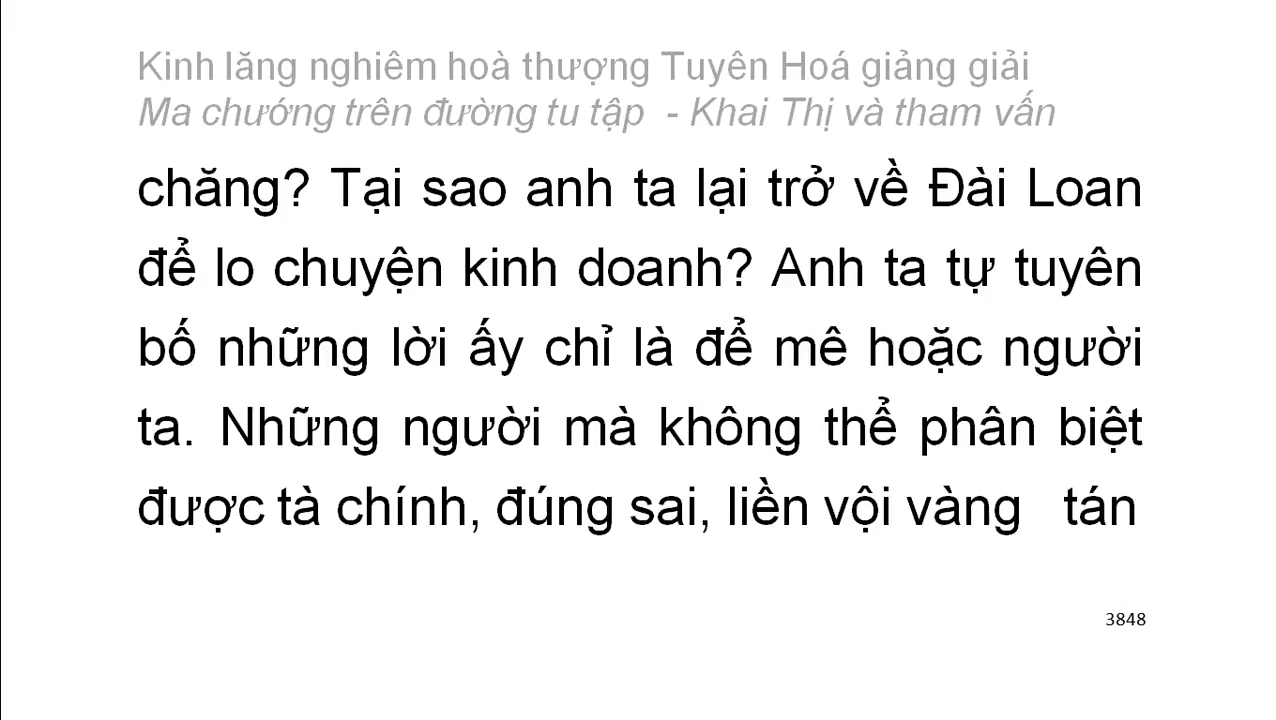 Kinh lăng nghiêm hoà thượng Tuyên Hoá giảng giải
Ma chướng trên đường tu tập - Khai Thị và tham vấn
chăng? Tại sao anh ta lại trở về Đài Loan
để lo chuyện kinh doanh? Anh ta tự tuyên
bố những lời ấy chỉ là để mê hoặc người
ta. Những người mà không thể phân biệt
được tà chính, đúng sai, liền vội vàng tán
3848